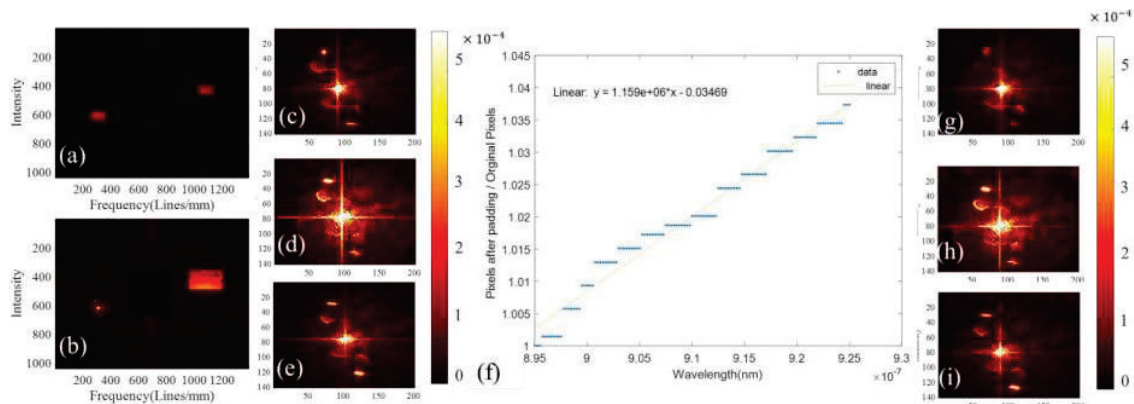 × 10⁻⁴
200
400
600
800
1000
Intensity
(a)
200 400 600 800 1000 1200
Frequency(Lines/mm)
200
400
600
800
1000
Intensity
(b)
200 400 600 800 1000 1200
Frequency(Lines/mm)
20
40
60
80
100
120
140
(c)
50 100 150 200
20
40
60
80
100
120
140
(d)
50 100 150 200
20
40
60
80
100
120
140
(e)
50 100 150 200
5
4
3
2
1
0
(f)
1.045
1.04
1.035
1.03
1.025
1.02
1.015
1.01
1.005
1
Pixels after padding / Orginal Pixels
Linear: y = 1.159e+06*x - 0.03469
data
linear
8.95 9 9.05 9.1 9.15 9.2 9.25 9.3
Wavelength(nm)
×10⁻⁷
20
40
60
80
100
120
140
(g)
50 100 150 200
20
40
60
80
100
120
140
(h)
50 100 150 200
20
40
60
80
100
120
140
(i)
50 100 150 200
× 10⁻⁴
5
4
3
2
1
0